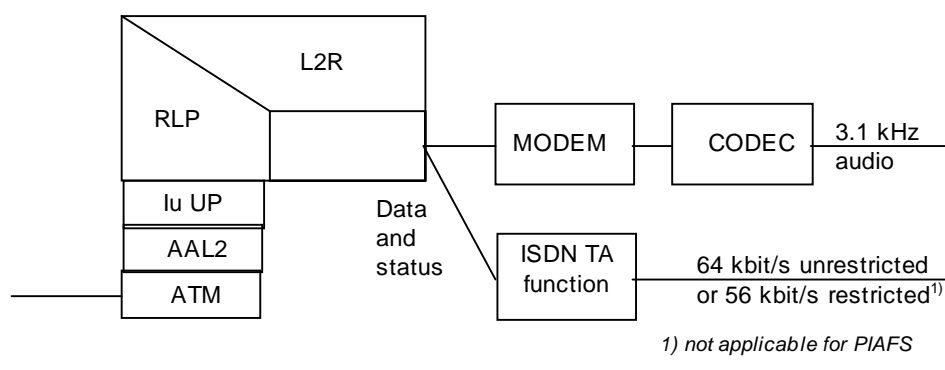 L2R
RLP
MODEM
CODEC
3.1 kHz
audio
Iu UP
AAL2
ATM
Data
and
status
ISDN TA
function
64 kbit/s unrestricted
or 56 kbit/s restricted1)
1) not applicable for PIAFS